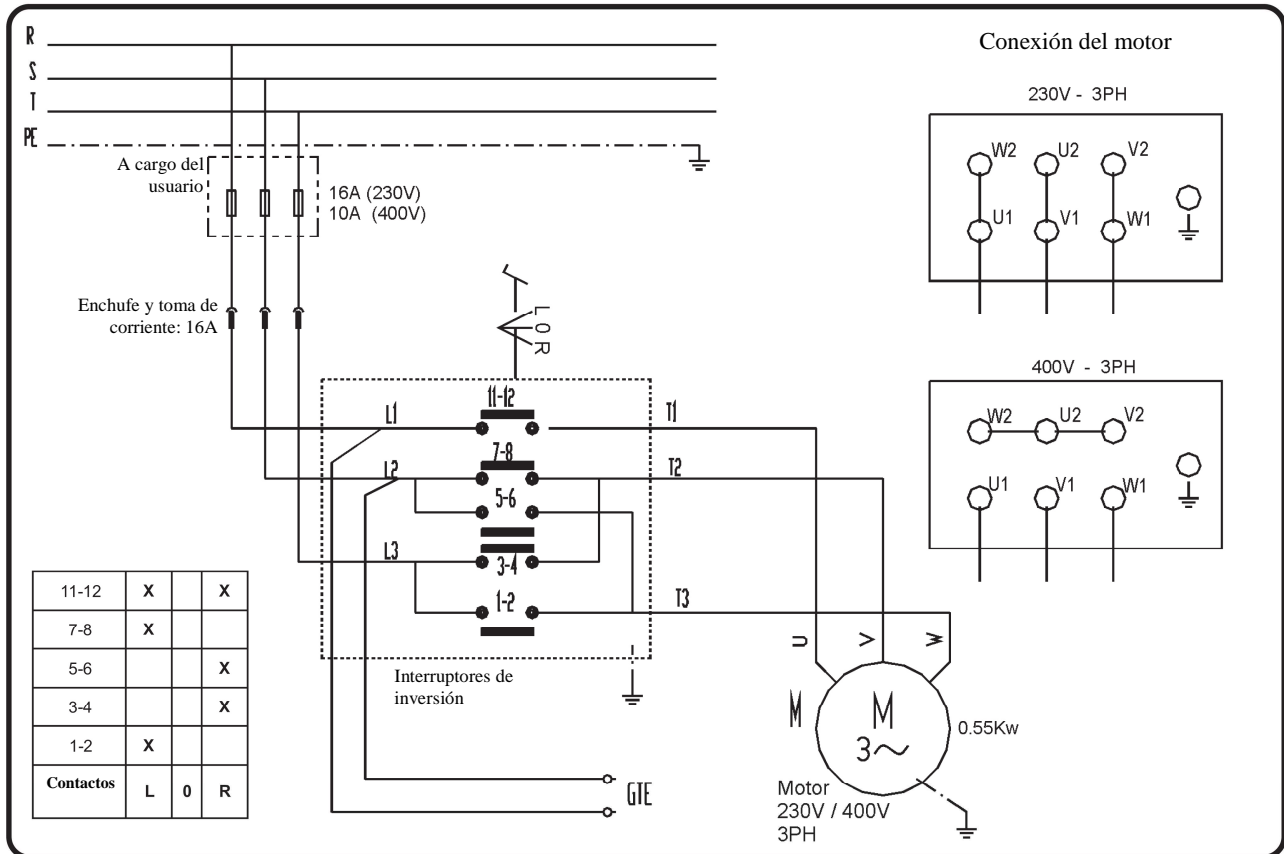 R
S
T
PE
A cargo del
usuario
16A (230V)
10A (400V)
Enchufe y toma de
corriente: 16A
L O R
11-12
L1
T1
7-8
L2
T2
5-6
L3
3-4
1-2
T3
Interruptores de
inversión
U V W
M
M
3~
0.55Kw
Motor
230V / 400V
3PH
GTE
11-12 X X
7-8 X
5-6 X
3-4 X
1-2 X
Contactos L 0 R
Conexión del motor
230V - 3PH
W2 U2 V2
U1 V1 W1
400V - 3PH
W2 U2 V2
U1 V1 W1